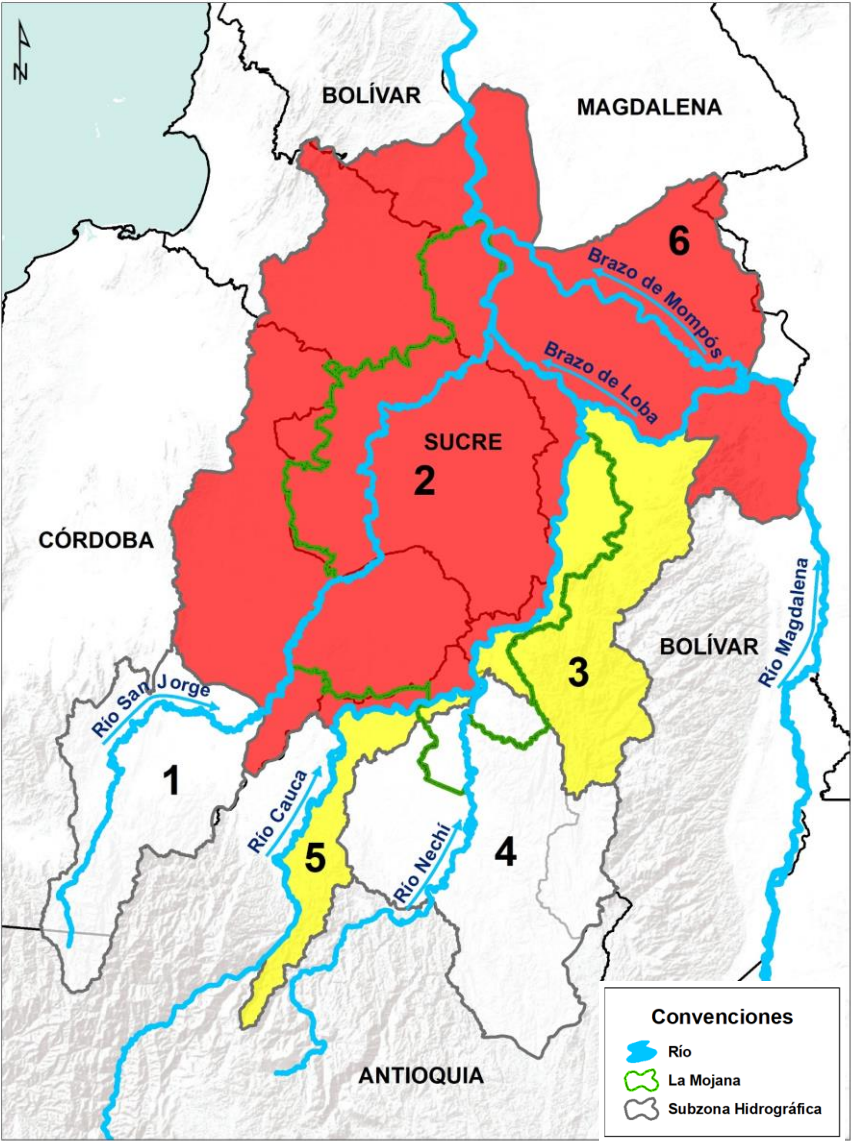 N
BOLÍVAR
MAGDALENA
6
Brazo de Mompós
Brazo de Loba
SUCRE
2
CÓRDOBA
Río Magdalena
BOLÍVAR
3
Río San Jorge
1
Río Cauca
5
Río Nechí
4
ANTIOQUIA
Convenciones
Río
La Mojana
Subzona Hidrográfica